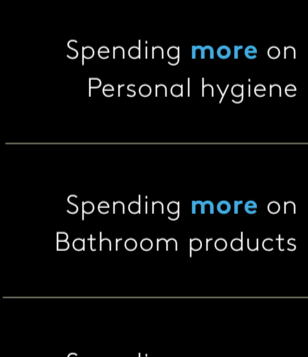 Spending more on
Personal hygiene
Spending more on
Bathroom products